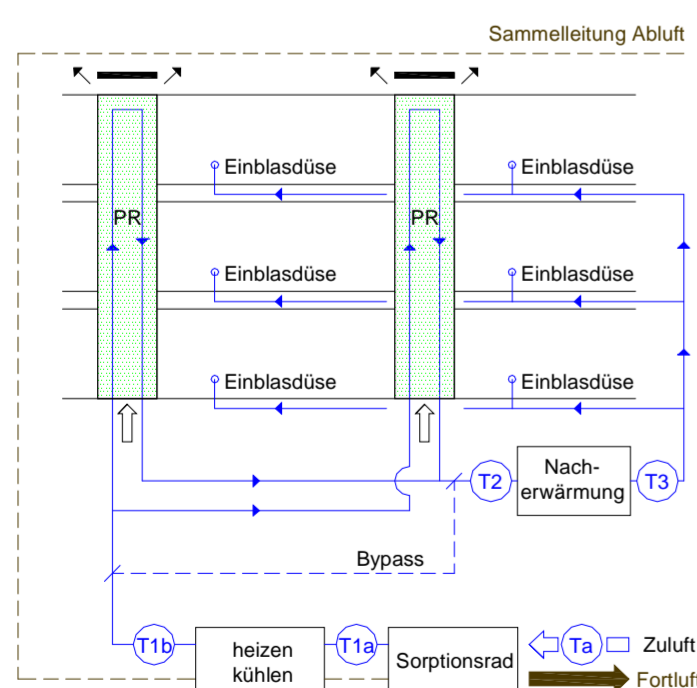 Sammelleitung Abluft
Einblasdüse
Einblasdüse
PR
PR
Einblasdüse
Einblasdüse
Einblasdüse
Einblasdüse
T2
Nach-
erwärmung
T3
Bypass
T1b
heizen
kühlen
T1a
Sorptionsrad
Ta
Zuluft
Fortluft